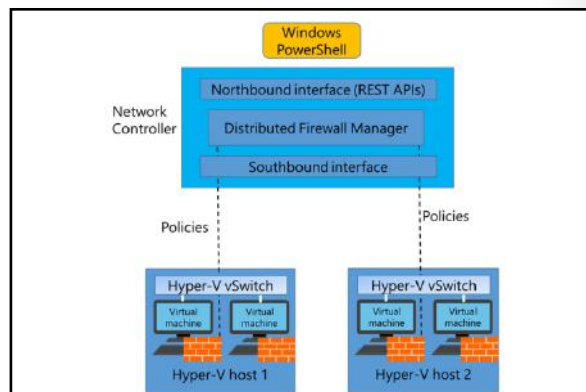 Windows
PowerShell
Northbound interface (REST APIs)
Network
Controller
Distributed Firewall Manager
Southbound interface
Policies
Policies
Hyper-V vSwitch
Virtual
machine
Virtual
machine
Hyper-V host 1
Hyper-V vSwitch
Virtual
machine
Virtual
machine
Hyper-V host 2